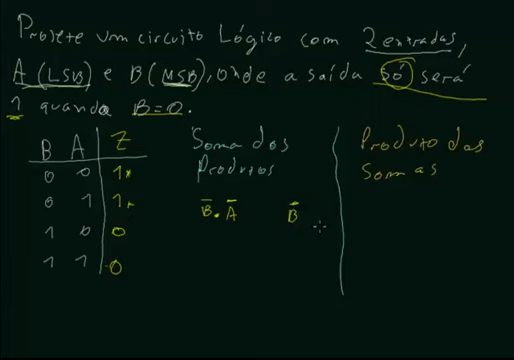 Projete um circuito Lógico com 2 entradas,
A (LSB) e B (MSB), onde a saída só será
1 quando B=0.
B A Z
0 0 1
0 1 1
1 0 0
1 1 0
Soma dos
Produtos
B̅ . A̅ B̅
Produto das
Somas